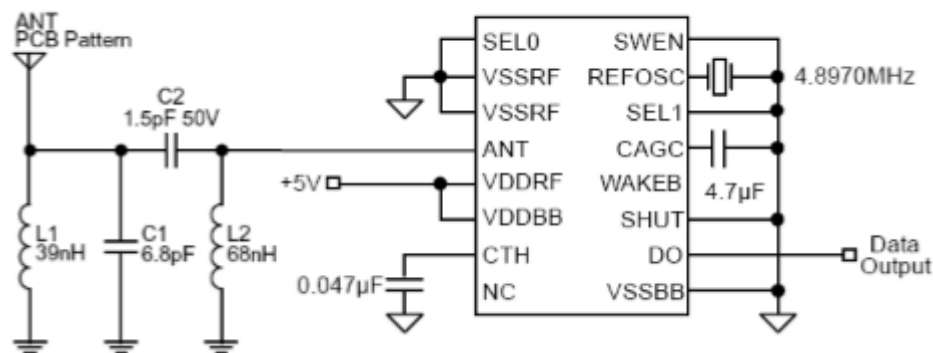 ANT
PCB Pattern
C2
1.5pF 50V
L1
39nH
C1
6.8pF
L2
68nH
+5V
0.047µF
SEL0
VSSRF
VSSRF
ANT
VDDRF
VDDBB
CTH
NC
SWEN
REFOSC
SEL1
CAGC
WAKEB
SHUT
DO
VSSBB
4.8970MHz
4.7µF
Data
Output